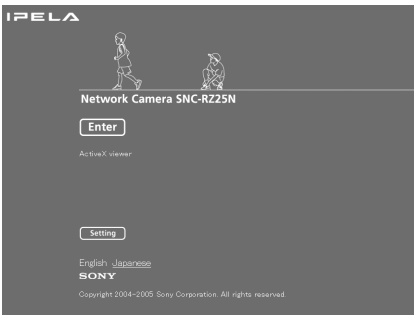 IPELA
Network Camera SNC-RZ25N
Enter
ActiveX viewer
Setting
English Japanese
SONY
Copyright 2004-2005 Sony Corporation. All rights reserved.